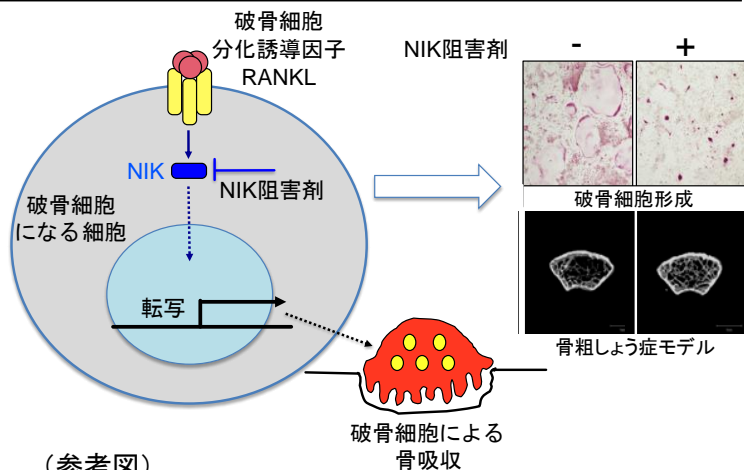 破骨細胞
分化誘導因子
RANKL
NIK
NIK阻害剤
破骨細胞
になる細胞
転写
破骨細胞による
骨吸収
NIK阻害剤 - +
破骨細胞形成
骨粗しょう症モデル
(参考図)